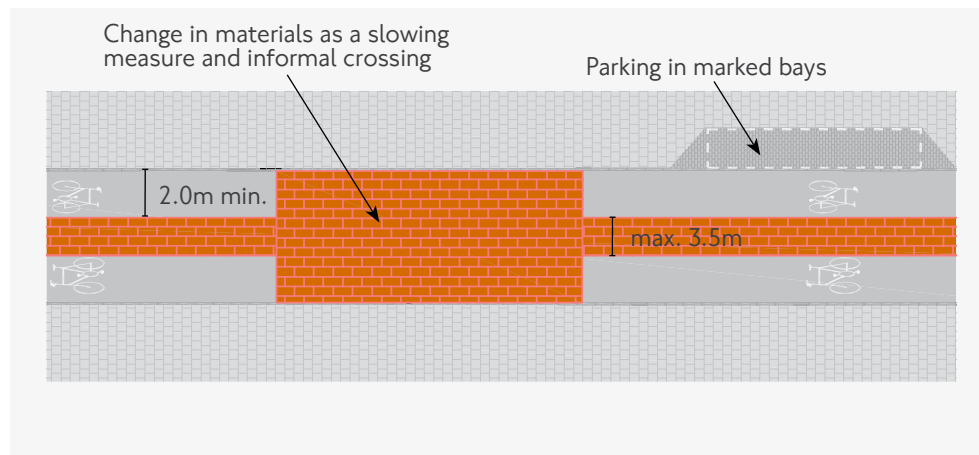 Change in materials as a slowing
measure and informal crossing
Parking in marked bays
2.0m min.
max. 3.5m